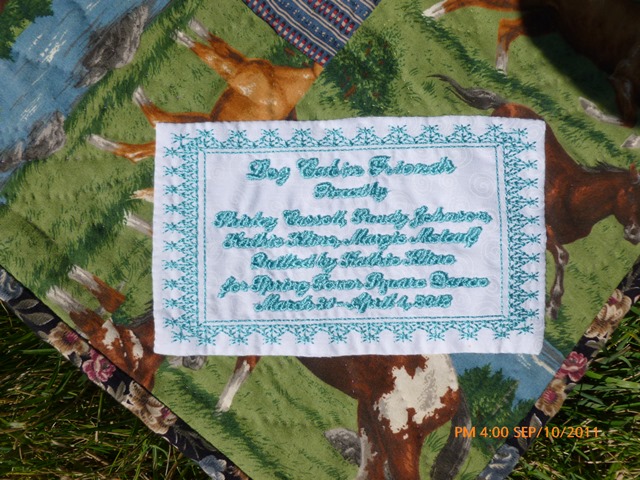 Log Cabin Friends
Pieced by
Shirley Carroll, Sandy Johnson,
Kathie Kline, Margie Metcalf
Quilted by Kathie Kline
for Spring Fever Square Dance
March 31 - April 1, 2012
PM 4:00 SEP/10/2011